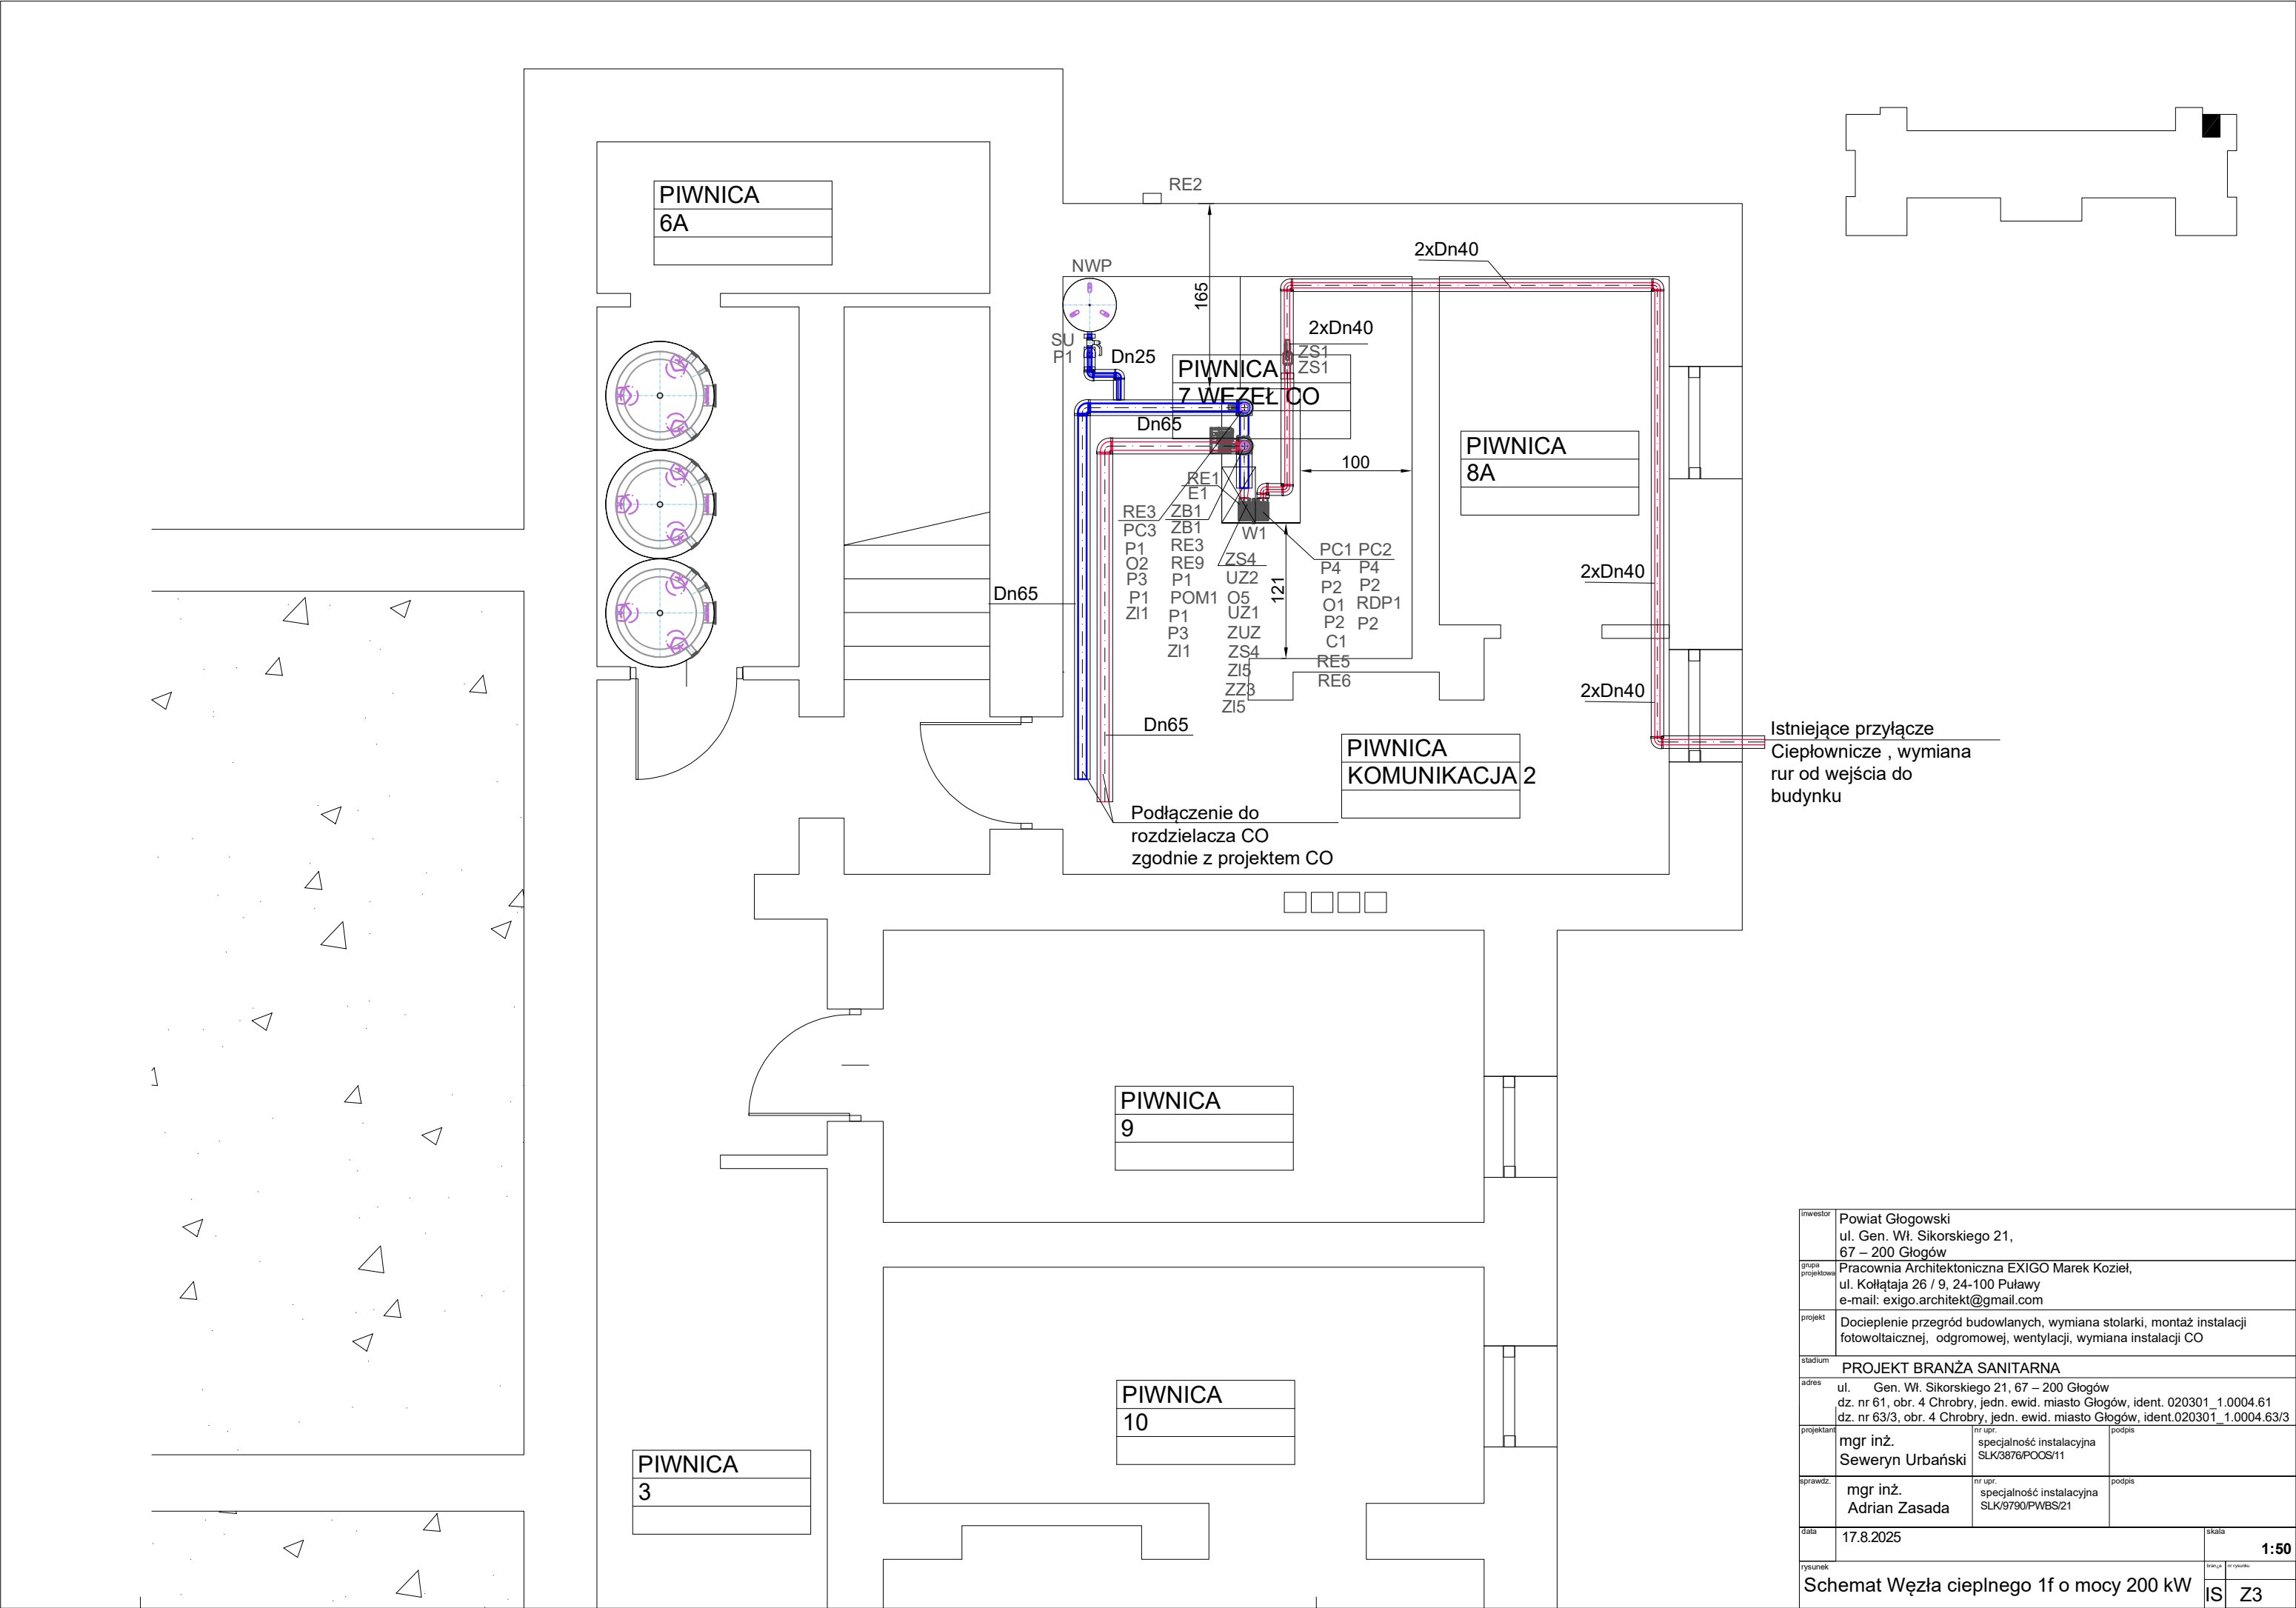 PIWNICA
6A
RE2
NWP
SU
P1
Dn25
165
2xDn40
2xDn40
ZS1
ZS1
PIWNICA
7 WĘZEŁ CO
Dn65
100
PIWNICA
8A
RE1
E1
RE3
PC3
P1
O2
P3
P1
ZI1
ZB1
ZB1
RE3
RE9
P1
POM1
P1
P3
ZI1
W1
ZS4
UZ2
O5
UZ1
ZUZ
ZS4
ZI5
ZZ3
ZI5
121
PC1 PC2
P4 P4
P2 P2
O1 RDP1
P2 P2
C1
RE5
RE6
Dn65
Dn65
2xDn40
2xDn40
Istniejące przyłącze
Ciepłownicze , wymiana
rur od wejścia do
budynku
PIWNICA
KOMUNIKACJA 2
Podłączenie do
rozdzielacza CO
zgodnie z projektem CO
PIWNICA
9
PIWNICA
10
PIWNICA
3
inwestor
Powiat Głogowski
ul. Gen. Wł. Sikorskiego 21,
67 – 200 Głogów
grupa
projektowa
Pracownia Architektoniczna EXIGO Marek Kozieł,
ul. Kołłątaja 26 / 9, 24-100 Puławy
e-mail: exigo.architekt@gmail.com
projekt
Docieplenie przegród budowlanych, wymiana stolarki, montaż instalacji
fotowoltaicznej, odgromowej, wentylacji, wymiana instalacji CO
stadium
PROJEKT BRANŻA SANITARNA
adres
ul. Gen. Wł. Sikorskiego 21, 67 – 200 Głogów
dz. nr 61, obr. 4 Chrobry, jedn. ewid. miasto Głogów, ident. 020301_1.0004.61
dz. nr 63/3, obr. 4 Chrobry, jedn. ewid. miasto Głogów, ident.020301_1.0004.63/3
projektant
mgr inż.
Seweryn Urbański
nr upr.
specjalność instalacyjna
SLK/3876/POOS/11
podpis
sprawdz.
mgr inż.
Adrian Zasada
nr upr.
specjalność instalacyjna
SLK/9790/PWBS/21
podpis
data
17.8.2025
skala
1:50
rysunek
Schemat Węzła cieplnego 1f o mocy 200 kW
branża
nr rysunku
IS
Z3